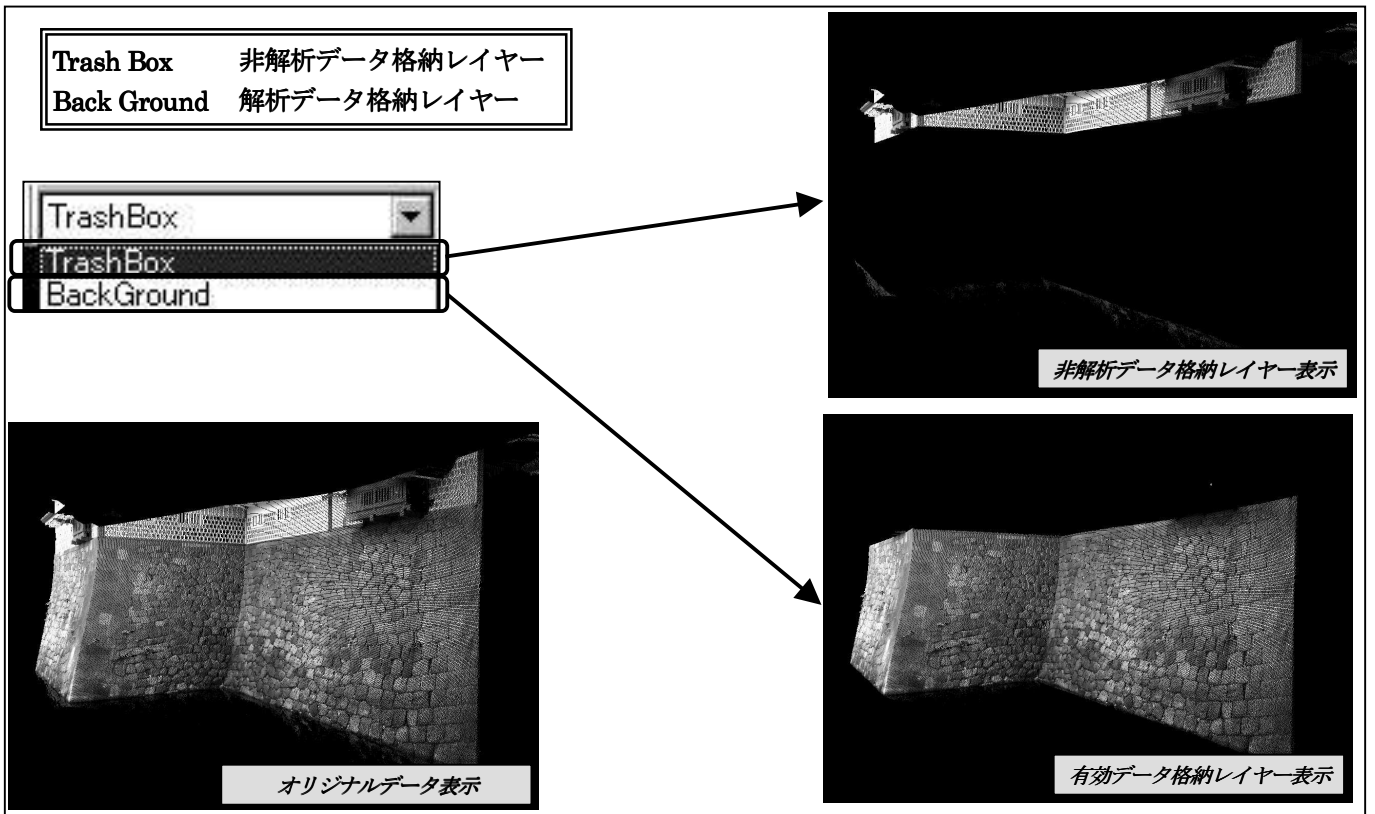 Trash Box 非解析データ格納レイヤー
Back Ground 解析データ格納レイヤー
TrashBox
TrashBox
BackGround
非解析データ格納レイヤー表示
オリジナルデータ表示
有効データ格納レイヤー表示